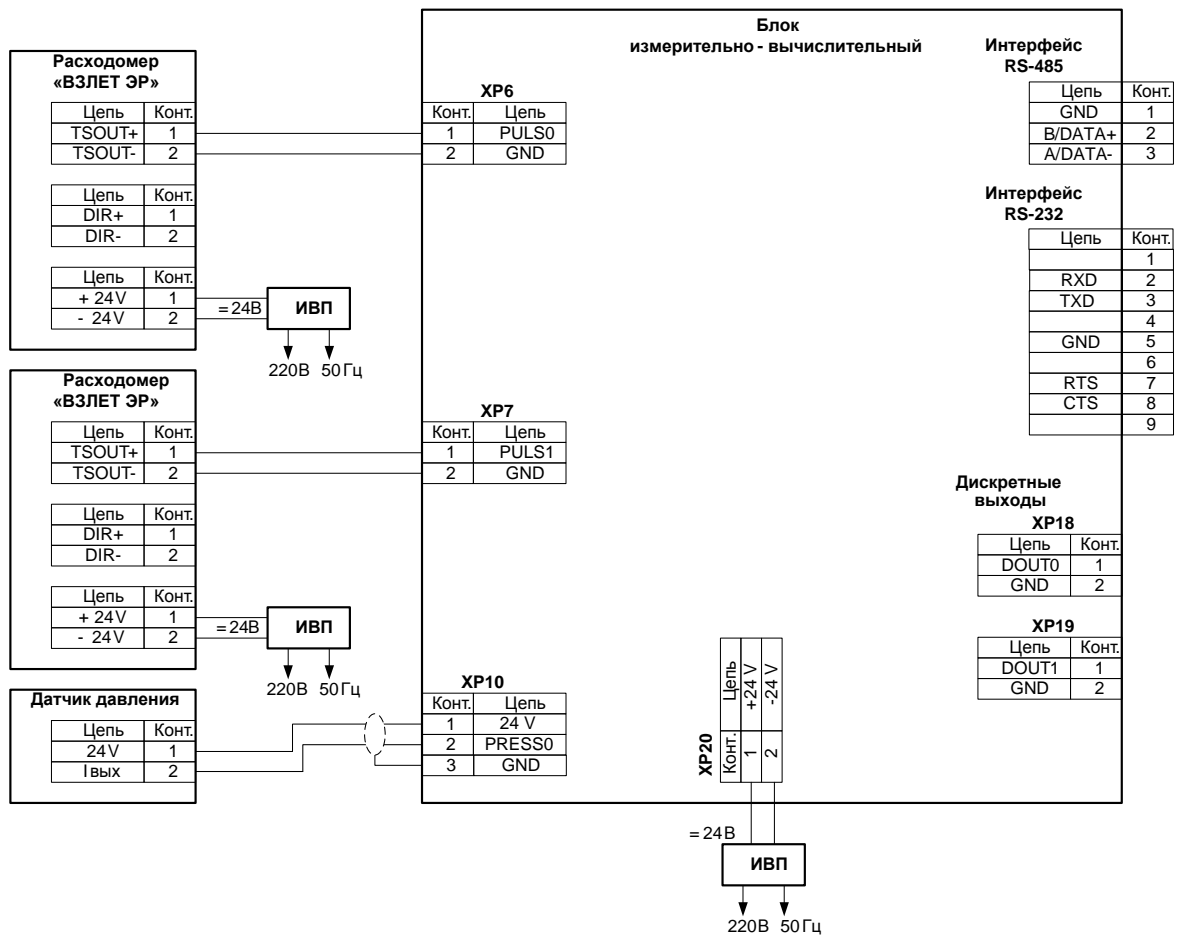 Блок
измерительно - вычислительный
Расходомер
«ВЗЛЕТ ЭР»
Цепь Конт.
TSOUT+ 1
TSOUT- 2
Цепь Конт.
DIR+ 1
DIR- 2
Цепь Конт.
+ 24V 1
- 24V 2
= 24В
ИВП
220В 50Гц
XP6
Конт. Цепь
1 PULS0
2 GND
Расходомер
«ВЗЛЕТ ЭР»
Цепь Конт.
TSOUT+ 1
TSOUT- 2
Цепь Конт.
DIR+ 1
DIR- 2
Цепь Конт.
+ 24V 1
- 24V 2
= 24В
ИВП
220В 50Гц
XP7
Конт. Цепь
1 PULS1
2 GND
Датчик давления
Цепь Конт.
24V 1
Iвых 2
XP10
Конт. Цепь
1 24 V
2 PRESS0
3 GND
Интерфейс
RS-485
Цепь Конт.
GND 1
B/DATA+ 2
A/DATA- 3
Интерфейс
RS-232
Цепь Конт.
1
RXD 2
TXD 3
4
GND 5
6
RTS 7
CTS 8
9
Дискретные
выходы
XP18
Цепь Конт.
DOUT0 1
GND 2
XP19
Цепь Конт.
DOUT1 1
GND 2
XP20
Конт. Цепь
1 +24 V
2 -24 V
= 24В
ИВП
220В 50Гц